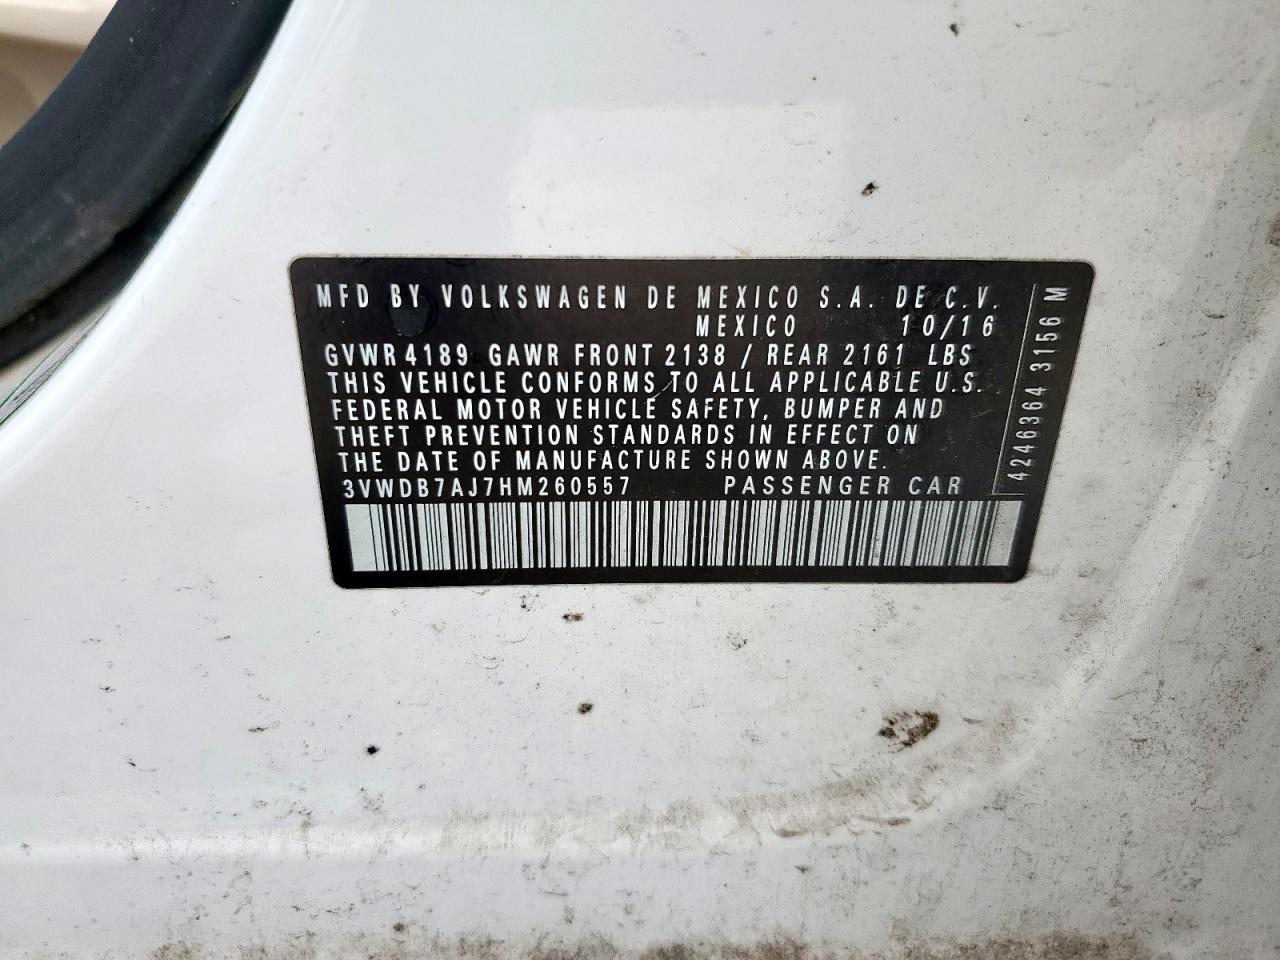 MFD BY VOLKSWAGEN DE MEXICO S.A. DE C.V.
MEXICO 10/16
GVWR 4189 GAWR FRONT 2138 / REAR 2161 LBS
THIS VEHICLE CONFORMS TO ALL APPLICABLE U.S.
FEDERAL MOTOR VEHICLE SAFETY, BUMPER AND
THEFT PREVENTION STANDARDS IN EFFECT ON
THE DATE OF MANUFACTURE SHOWN ABOVE.
3VWDB7AJ7HM260557 PASSENGER CAR
4246364 3156 M